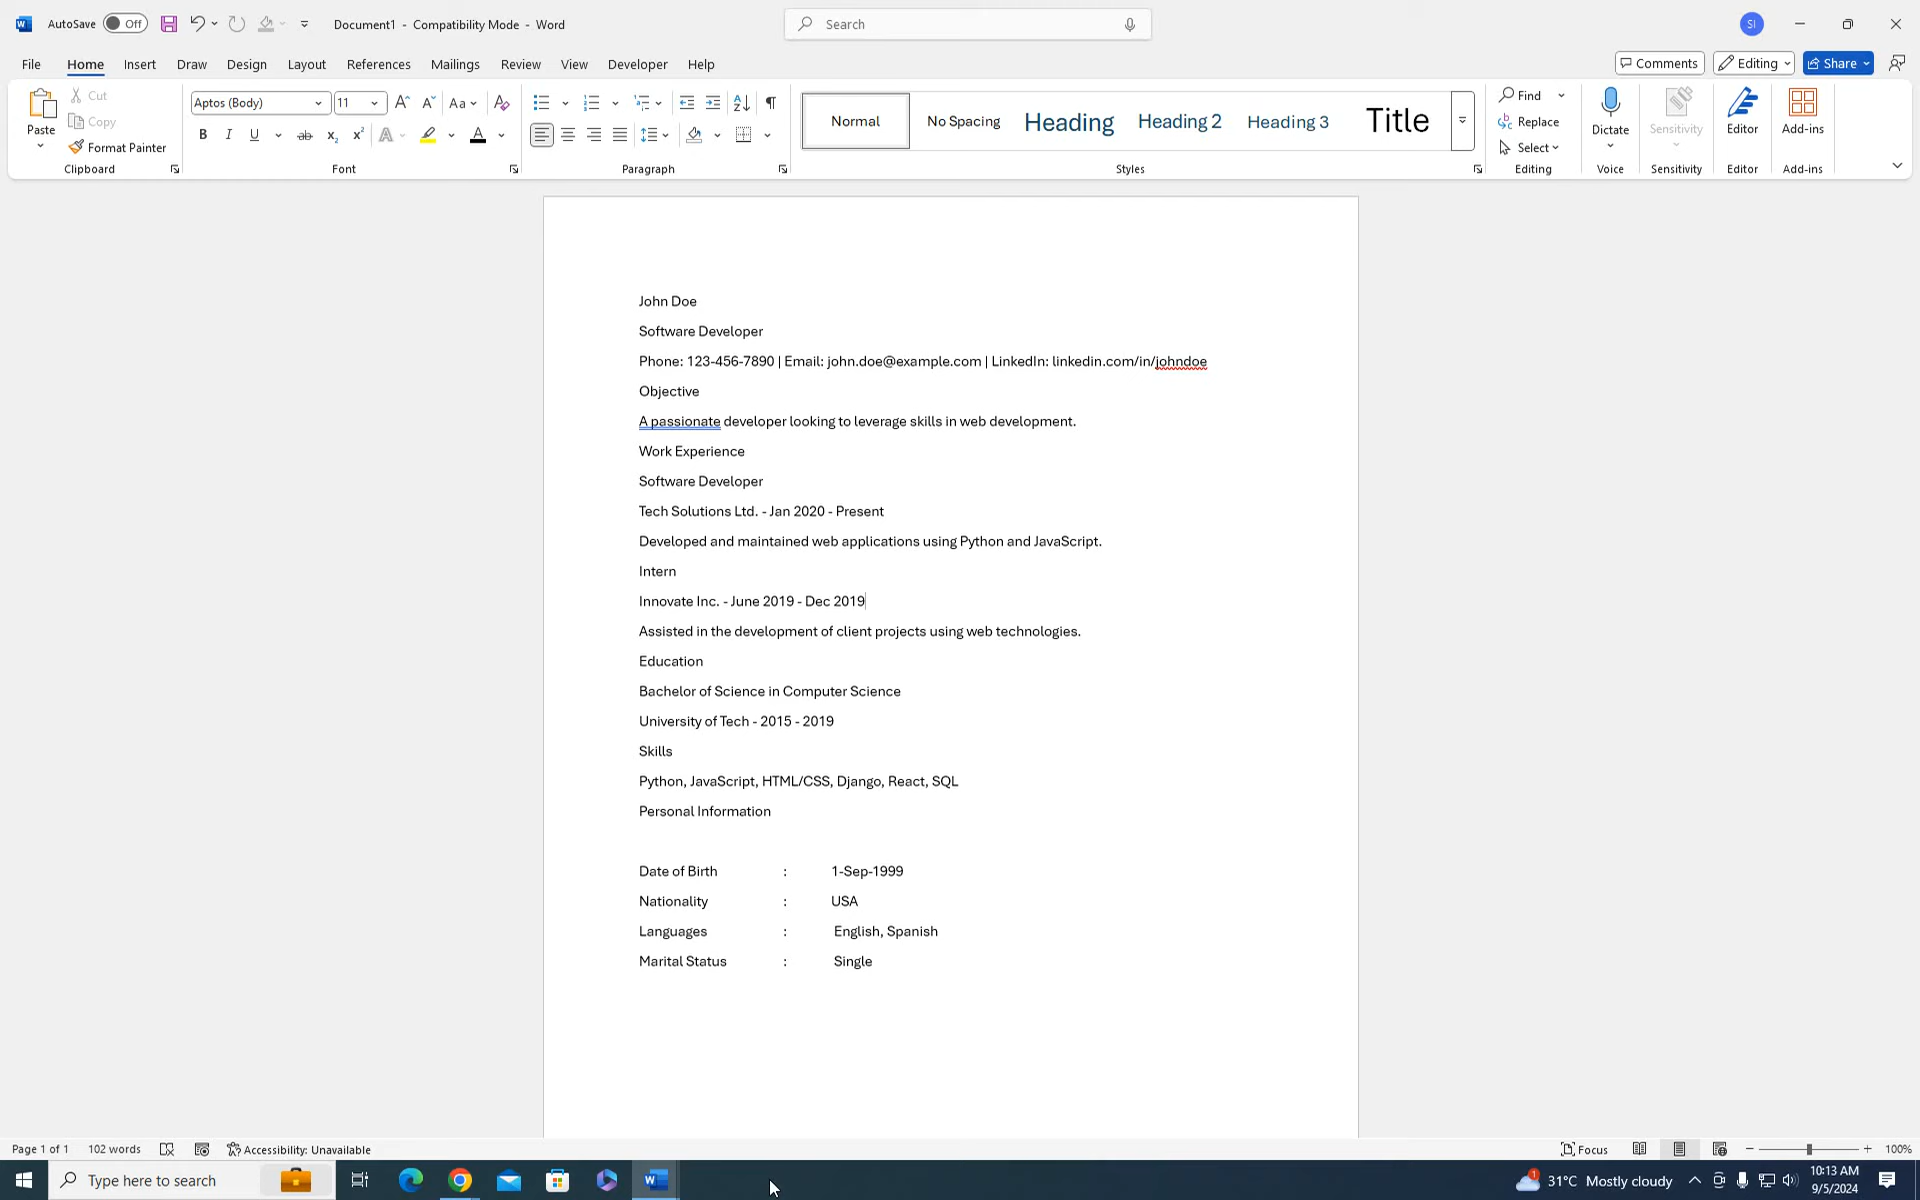 AutoSave Off Document1 - Compatibility Mode - Word Search SI
File Home Insert Draw Design Layout References Mailings Review View Developer Help Comments Editing Share
Paste Cut Copy Format Painter Clipboard
Aptos (Body) 11 Aa B I U ab x₂ x² A A Font
Paragraph
Normal No Spacing Heading Heading 2 Heading 3 Title Styles
Find Replace Select Editing
Dictate Voice
Sensitivity Sensitivity
Editor Editor
Add-ins Add-ins
John Doe
Software Developer
Phone: 123-456-7890 | Email: john.doe@example.com | LinkedIn: linkedin.com/in/johndoe
Objective
A passionate developer looking to leverage skills in web development.
Work Experience
Software Developer
Tech Solutions Ltd. - Jan 2020 - Present
Developed and maintained web applications using Python and JavaScript.
Intern
Innovate Inc. - June 2019 - Dec 2019
Assisted in the development of client projects using web technologies.
Education
Bachelor of Science in Computer Science
University of Tech - 2015 - 2019
Skills
Python, JavaScript, HTML/CSS, Django, React, SQL
Personal Information
Date of Birth : 1-Sep-1999
Nationality : USA
Languages : English, Spanish
Marital Status : Single
Page 1 of 1 102 words Accessibility: Unavailable Focus 100%
Type here to search 1 31°C Mostly cloudy 10:13 AM
9/5/2024